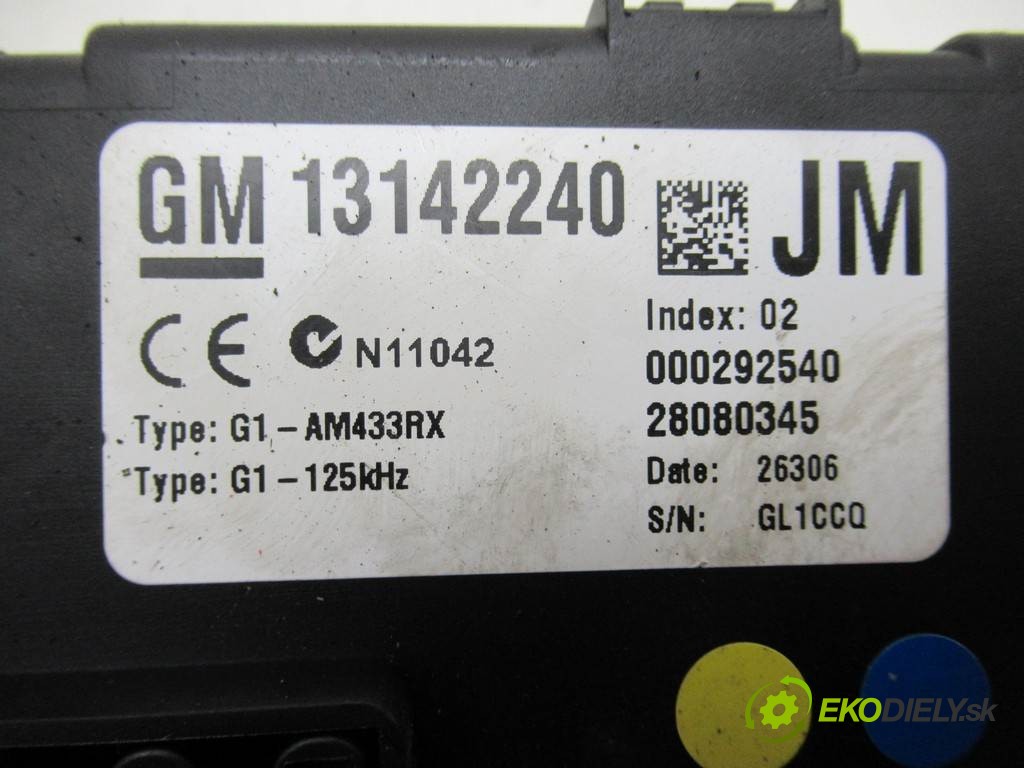 GM 13142240 JM
CE N11042
Index: 02
000292540
Type: G1-AM433RX
28080345
Type: G1-125kHz
Date: 26306
S/N: GL1CCQ
EKODIELY.sk